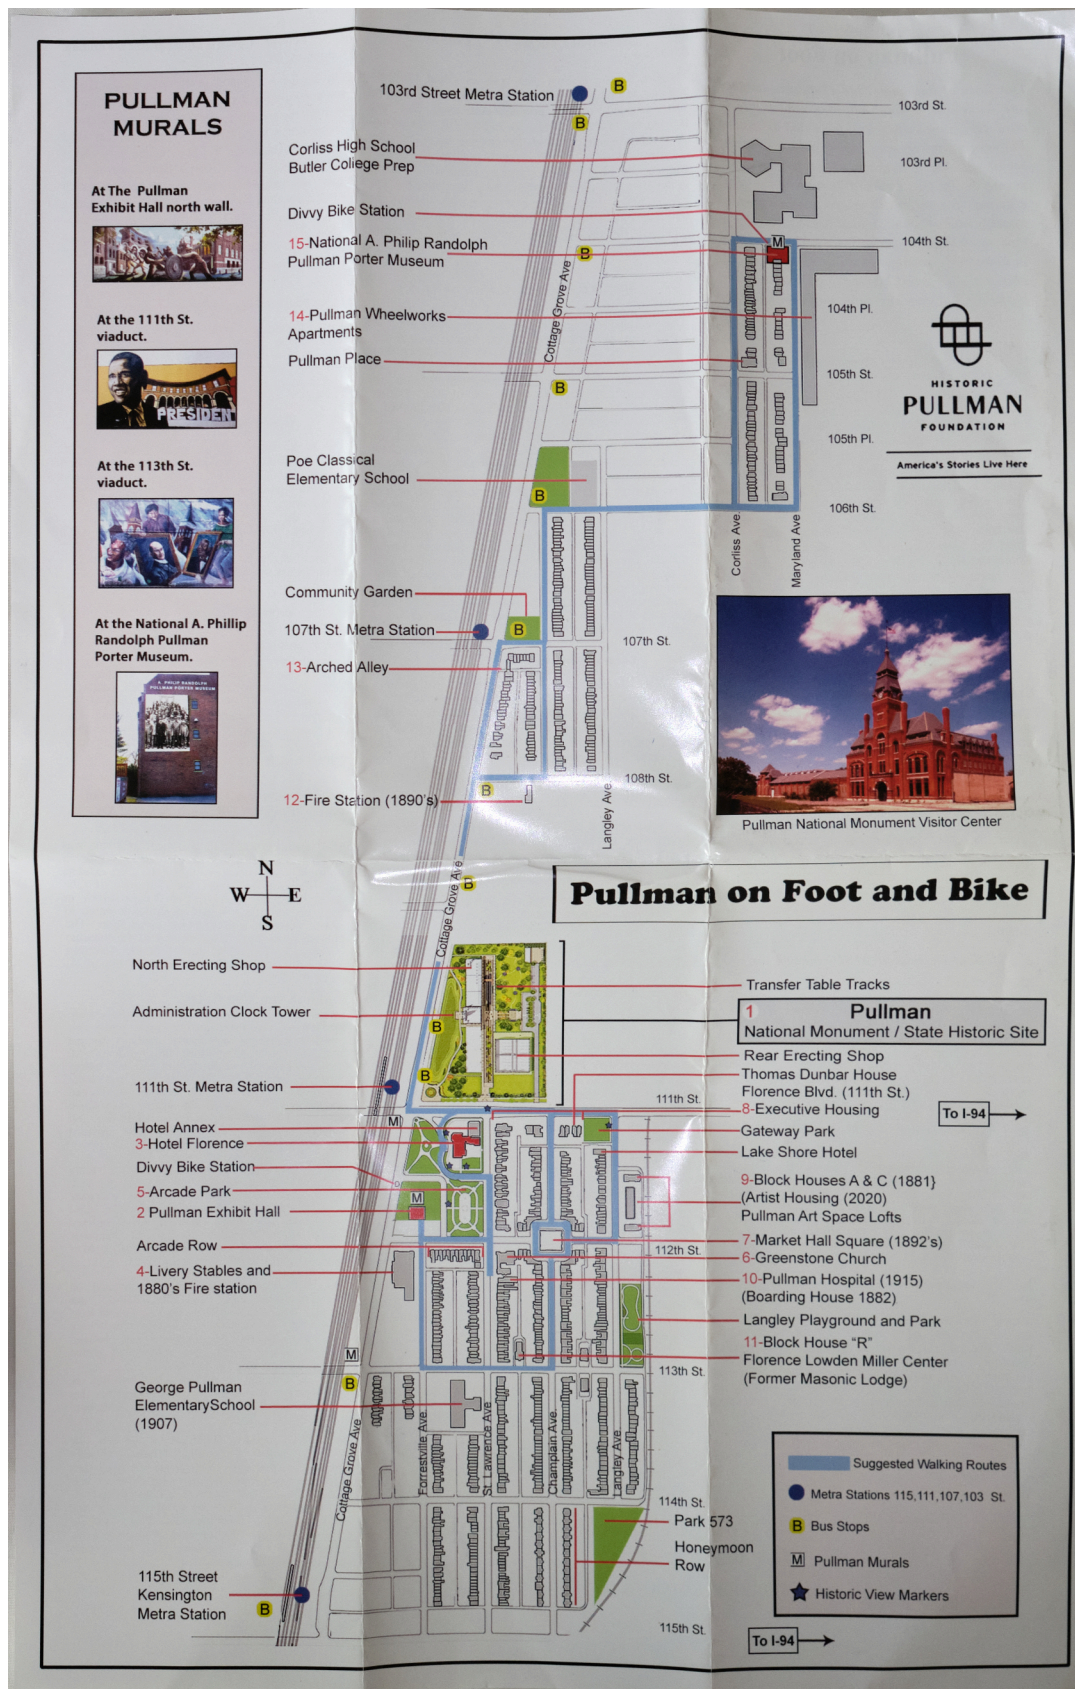 PULLMAN
MURALS
At The Pullman
Exhibit Hall north wall.
At the 111th St.
viaduct.
PRESIDEN
At the 113th St.
viaduct.
At the National A. Phillip
Randolph Pullman
Porter Museum.
A. PHILIP RANDOLPH
PULLMAN PORTER MUSEUM
103rd Street Metra Station
B
B
103rd St.
Corliss High School
Butler College Prep
103rd Pl.
Divvy Bike Station
M
104th St.
15-National A. Philip Randolph
Pullman Porter Museum
B
Cottage Grove Ave
14-Pullman Wheelworks
Apartments
104th Pl.
Pullman Place
105th St.
B
HISTORIC
PULLMAN
FOUNDATION
America's Stories Live Here
105th Pl.
Poe Classical
Elementary School
B
106th St.
Corliss Ave.
Maryland Ave
Community Garden
107th St. Metra Station
B
107th St.
13-Arched Alley
108th St.
B
12-Fire Station (1890's)
Langley Ave.
Pullman National Monument Visitor Center
N
W
E
S
B
Cottage Grove Ave
Pullman on Foot and Bike
North Erecting Shop
Transfer Table Tracks
Administration Clock Tower
B
1
Pullman
National Monument / State Historic Site
Rear Erecting Shop
B
111th St. Metra Station
Thomas Dunbar House
Florence Blvd. (111th St.)
111th St.
8-Executive Housing
To I-94
M
Hotel Annex
3-Hotel Florence
Gateway Park
Divvy Bike Station
Lake Shore Hotel
5-Arcade Park
M
2 Pullman Exhibit Hall
9-Block Houses A & C (1881}
(Artist Housing (2020)
Pullman Art Space Lofts
Arcade Row
7-Market Hall Square (1892's)
112th St.
6-Greenstone Church
4-Livery Stables and
1880's Fire station
10-Pullman Hospital (1915)
(Boarding House 1882)
Langley Playground and Park
11-Block House "R"
Florence Lowden Miller Center
(Former Masonic Lodge)
M
113th St.
B
George Pullman
ElementarySchool
(1907)
Cottage Grove Ave
Forrestville Ave
St. Lawrence Ave.
Champlain Ave.
Langley Ave.
114th St.
Park 573
Honeymoon
Row
115th Street
Kensington
Metra Station
B
115th St.
Suggested Walking Routes
Metra Stations 115,111,107,103 St.
B
Bus Stops
M
Pullman Murals
Historic View Markers
To I-94